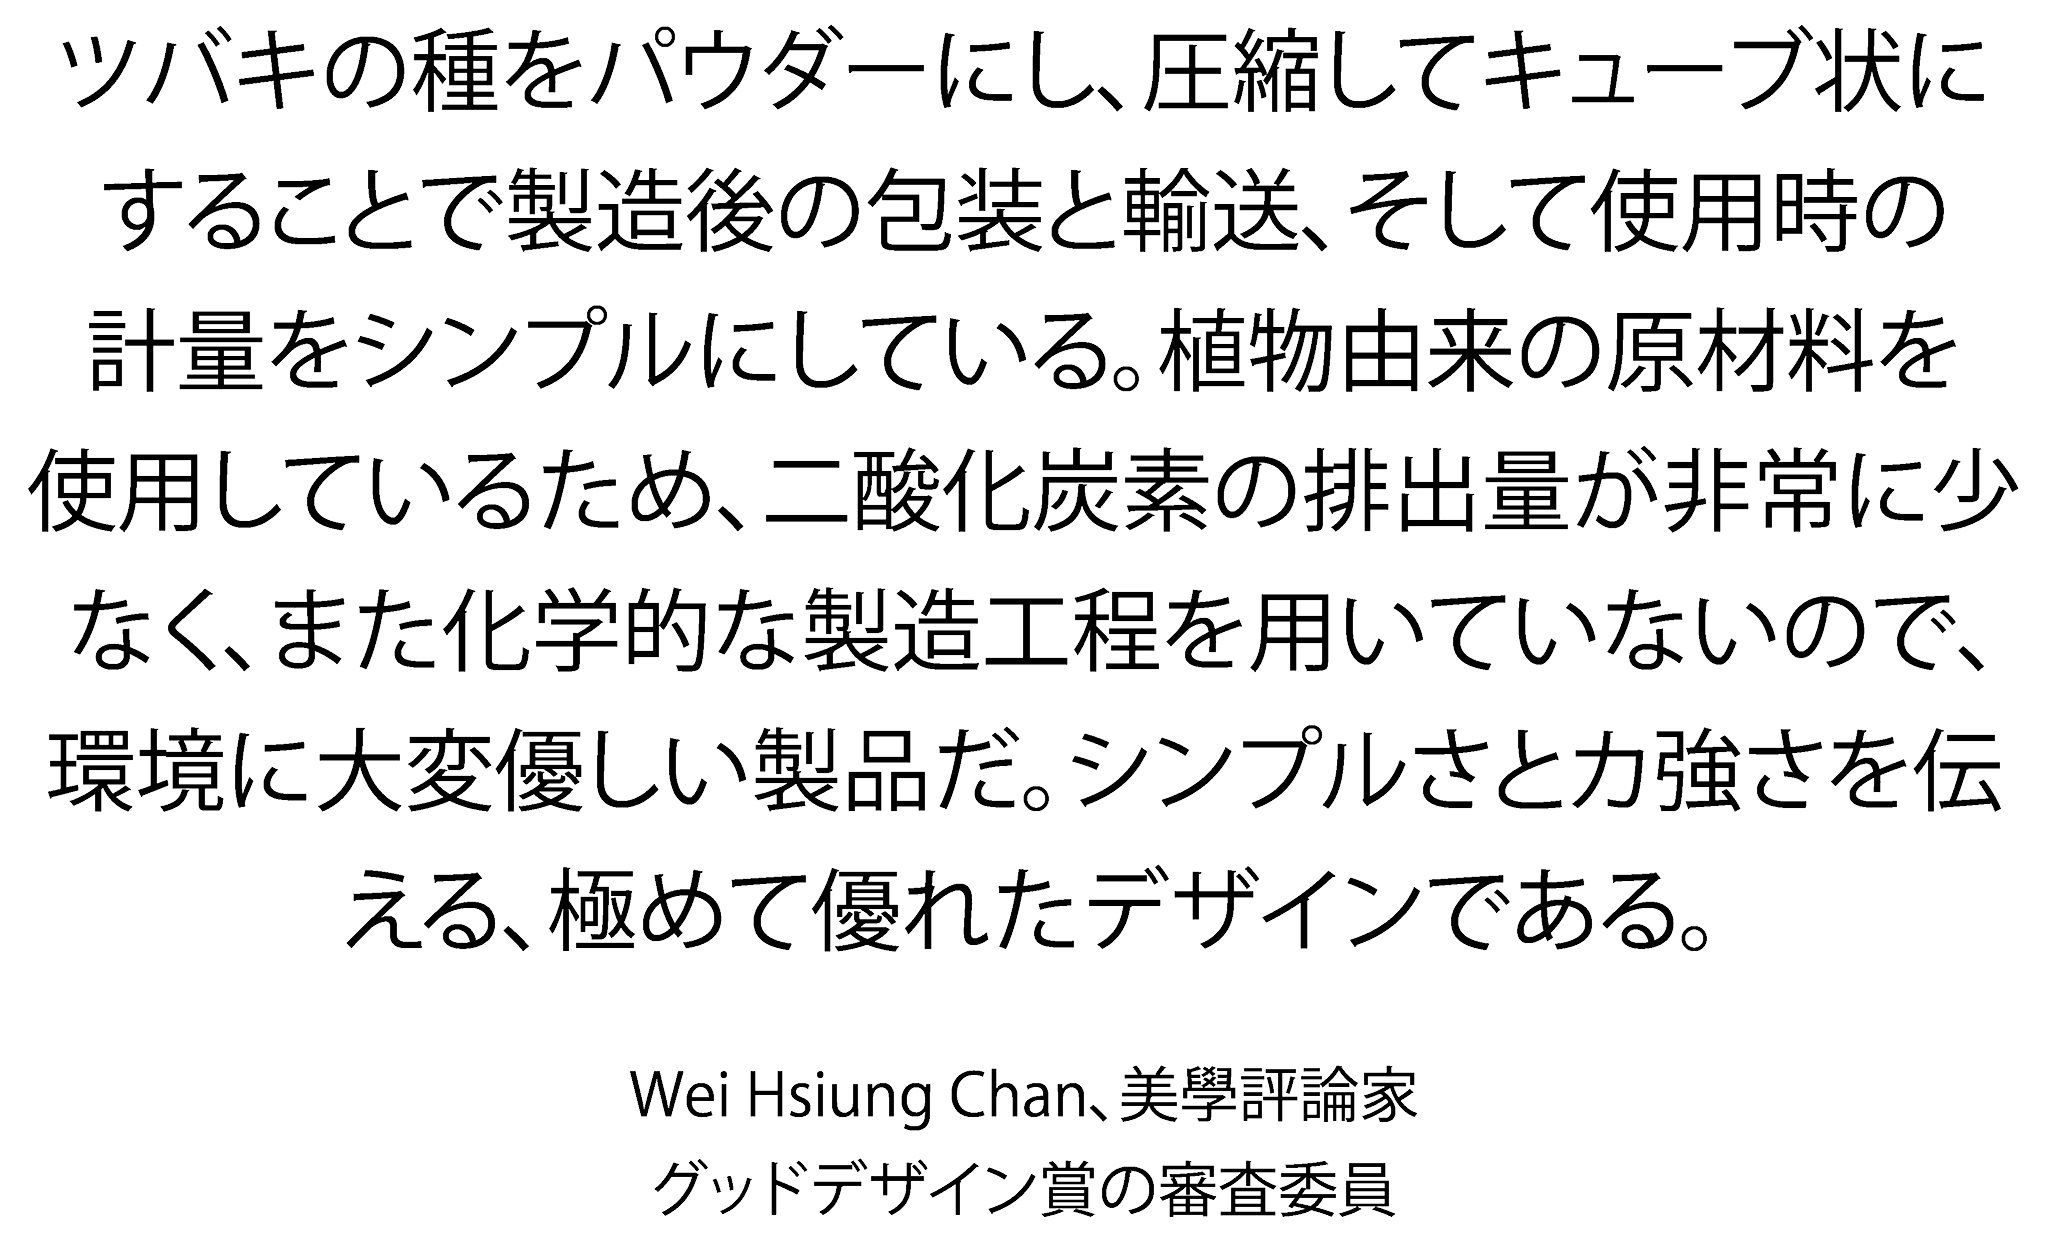 ツバキの種をパウダーにし、圧縮してキューブ状に
することで製造後の包装と輸送、そして使用時の
計量をシンプルにしている。植物由来の原材料を
使用しているため、二酸化炭素の排出量が非常に少
なく、また化学的な製造工程を用いていないので、
環境に大変優しい製品だ。シンプルさと力強さを伝
える、極めて優れたデザインである。
Wei Hsiung Chan、美學評論家
グッドデザイン賞の審査委員